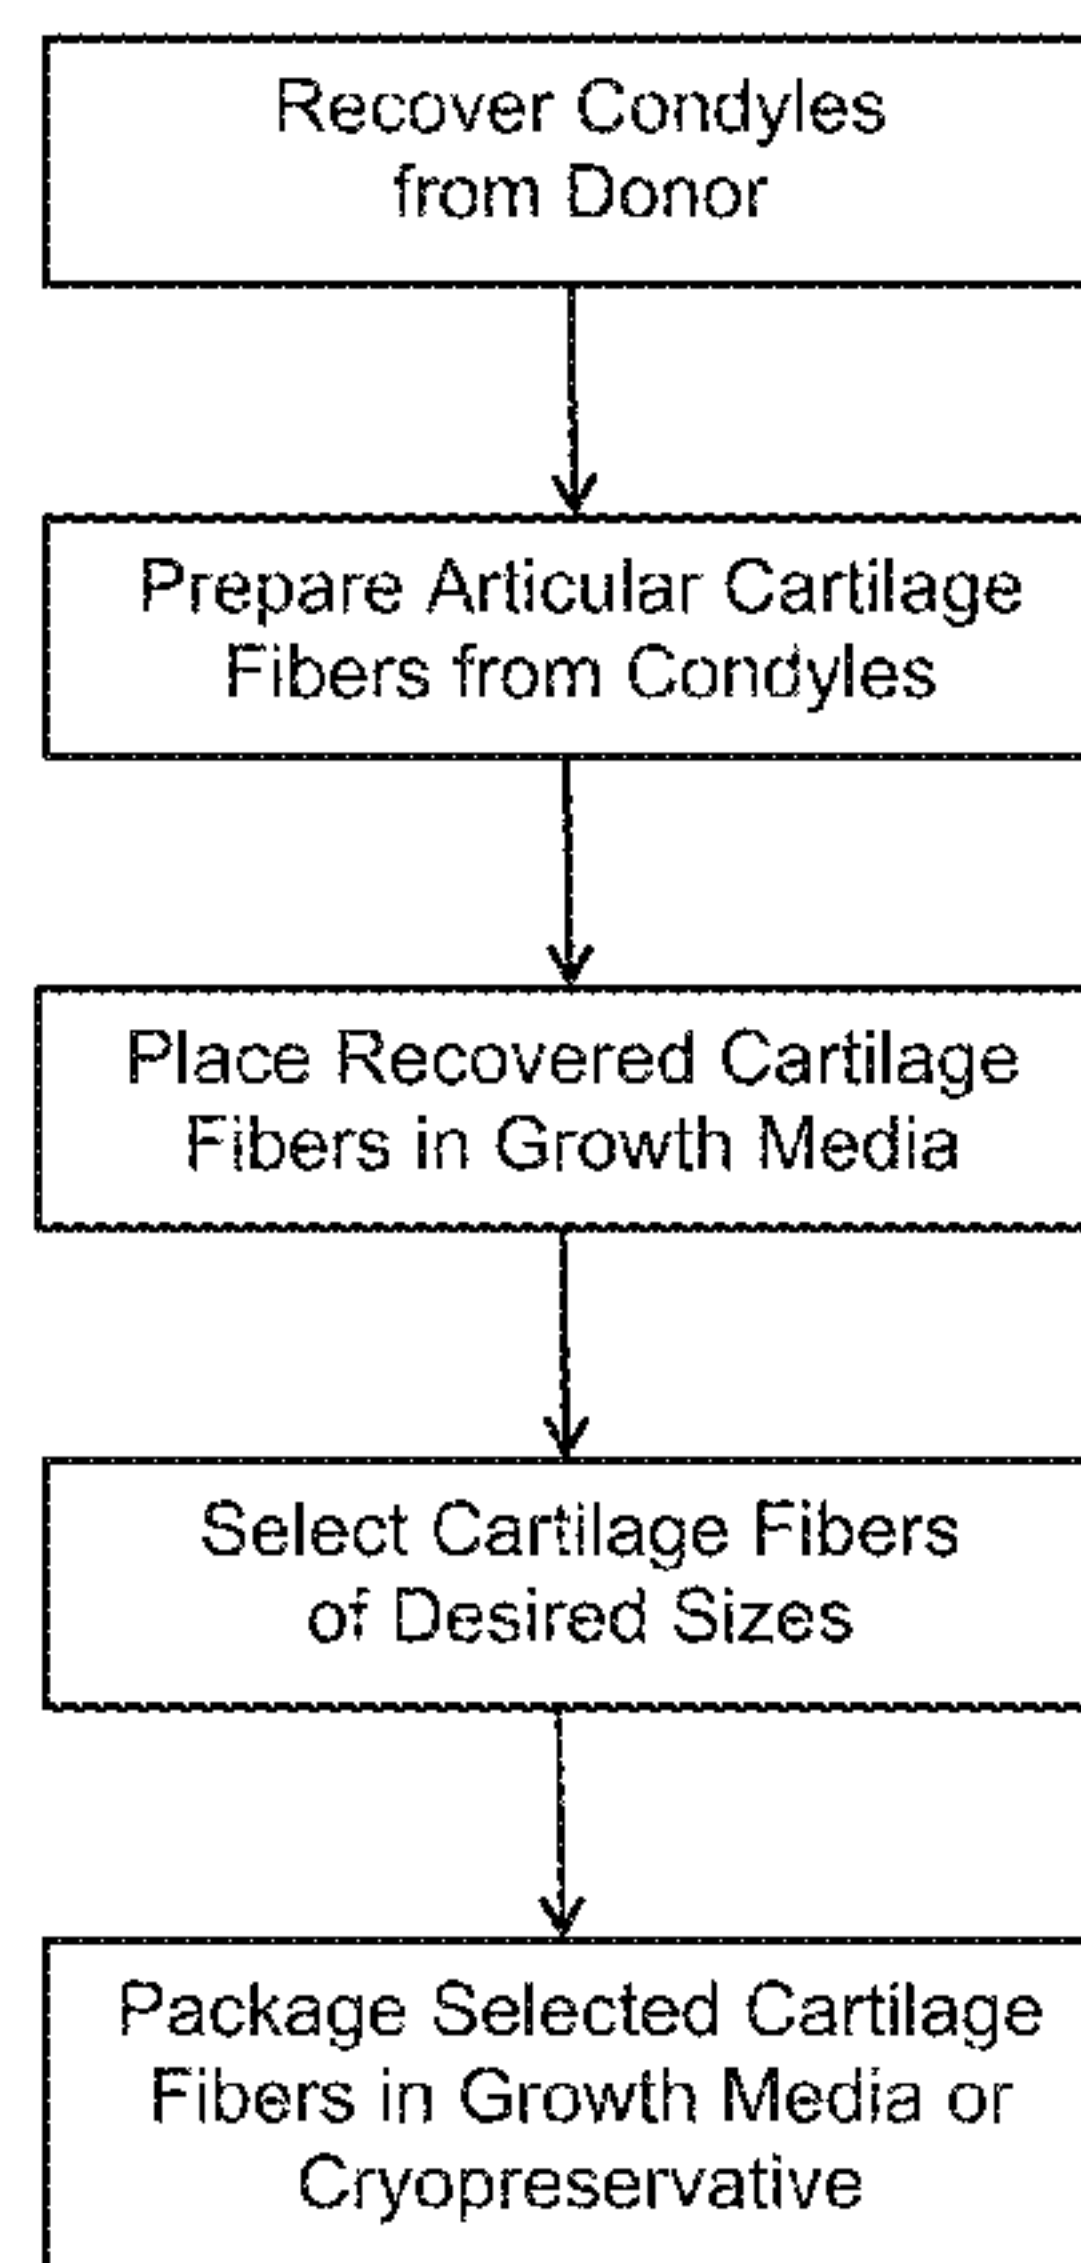 Recover Condyles
from Donor
Prepare Articular Cartilage
Fibers from Condyles
Place Recovered Cartilage
Fibers in Growth Media
Select Cartilage Fibers
of Desired Sizes
Package Selected Cartilage
Fibers in Growth Media or
Cryopreservative